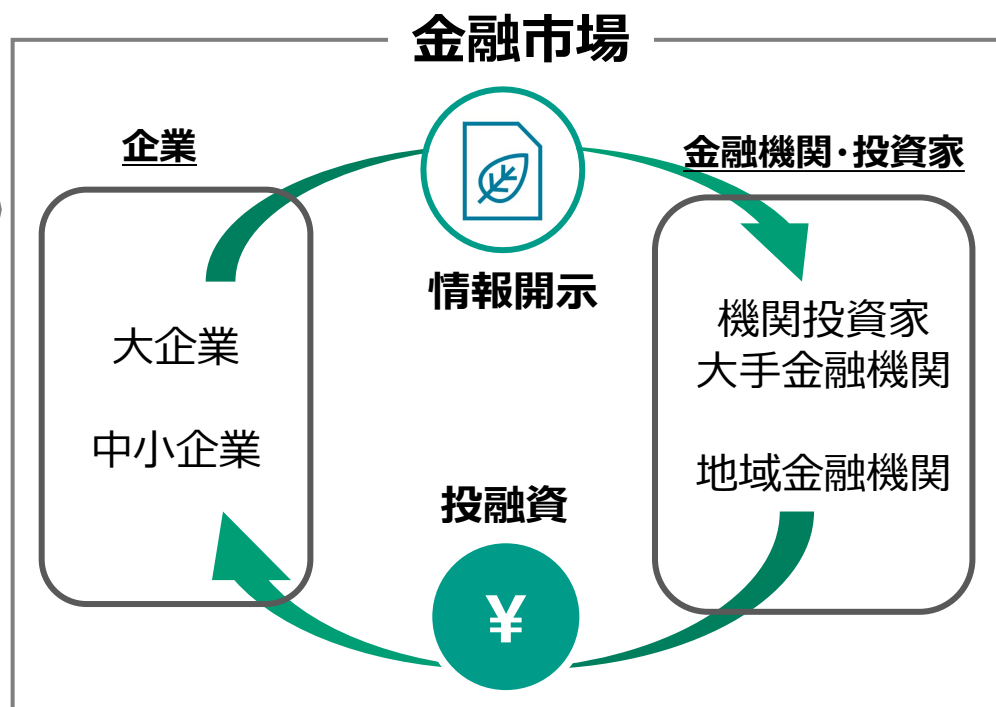 金融市場
企業
金融機関・投資家
情報開示
大企業
中小企業
機関投資家
大手金融機関
地域金融機関
投融資
¥